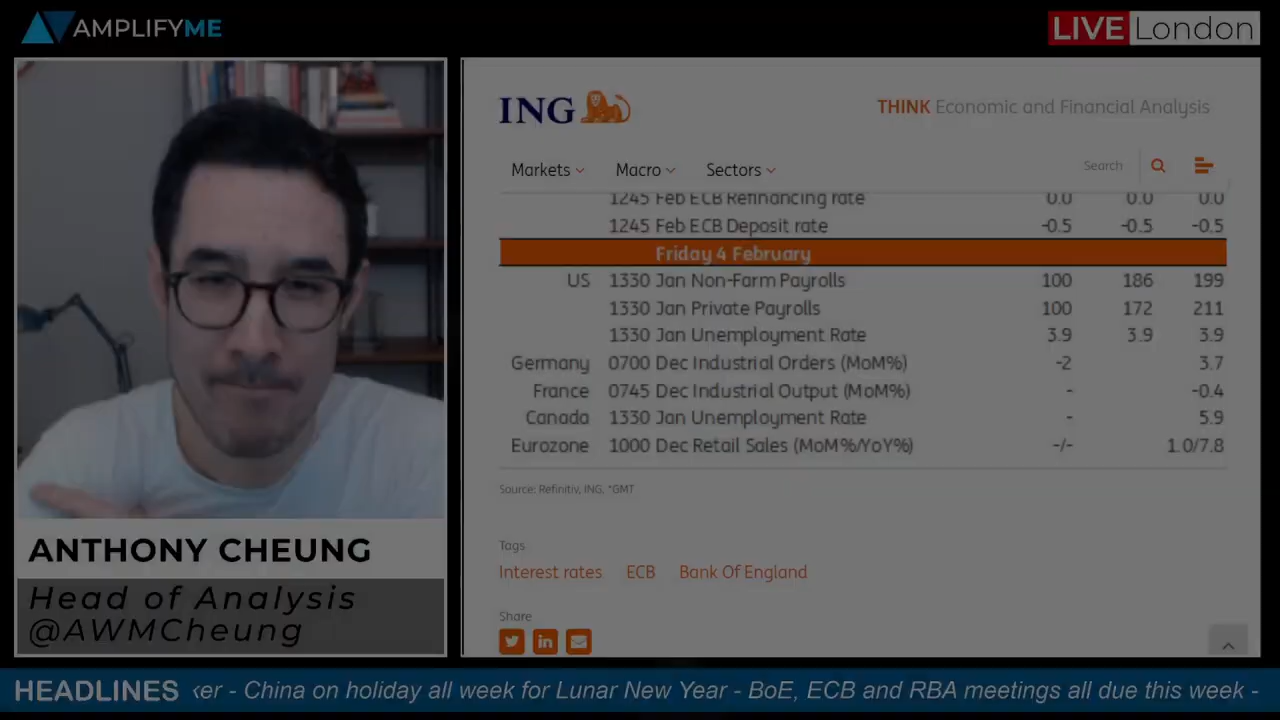 AMPLIFYME
LIVE London
ING
THINK Economic and Financial Analysis
Markets Macro Sectors Search
1245 Feb ECB Refinancing rate 0.0 0.0 0.0
1245 Feb ECB Deposit rate -0.5 -0.5 -0.5
Friday 4 February
US 1330 Jan Non-Farm Payrolls 100 186 199
1330 Jan Private Payrolls 100 172 211
1330 Jan Unemployment Rate 3.9 3.9 3.9
Germany 0700 Dec Industrial Orders (MoM%) -2 3.7
France 0745 Dec Industrial Output (MoM%) - -0.4
Canada 1330 Jan Unemployment Rate - 5.9
Eurozone 1000 Dec Retail Sales (MoM%/YoY%) -/- 1.0/7.8
Source: Refinitiv, ING, *GMT
Tags
Interest rates ECB Bank Of England
Share
ANTHONY CHEUNG
Head of Analysis
@AWMCheung
HEADLINES ker - China on holiday all week for Lunar New Year - BoE, ECB and RBA meetings all due this week -